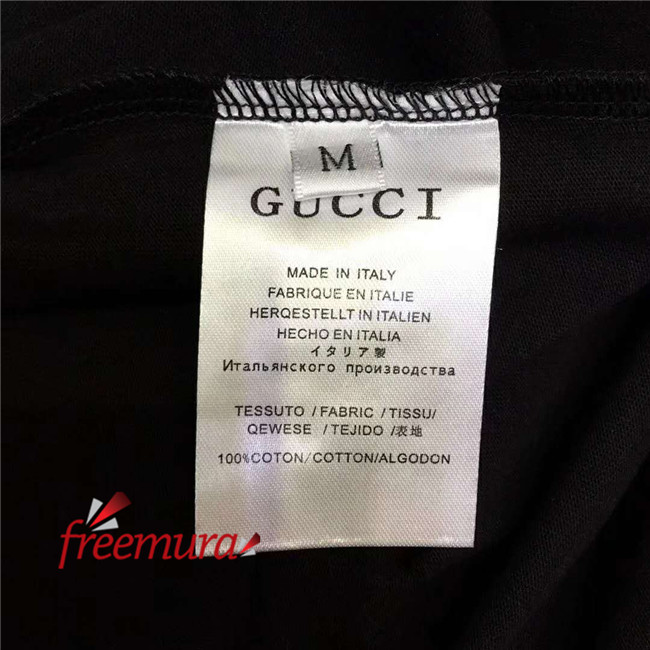 M
GUCCI
MADE IN ITALY
FABRIQUE EN ITALIE
HERQESTELLT IN ITALIEN
HECHO EN ITALIA
イタリア製
Итальянского производства
TESSUTO / FABRIC / TISSU/
QEWESE / TEJIDO /表地
100%COTON/COTTON/ALGODON
freemura